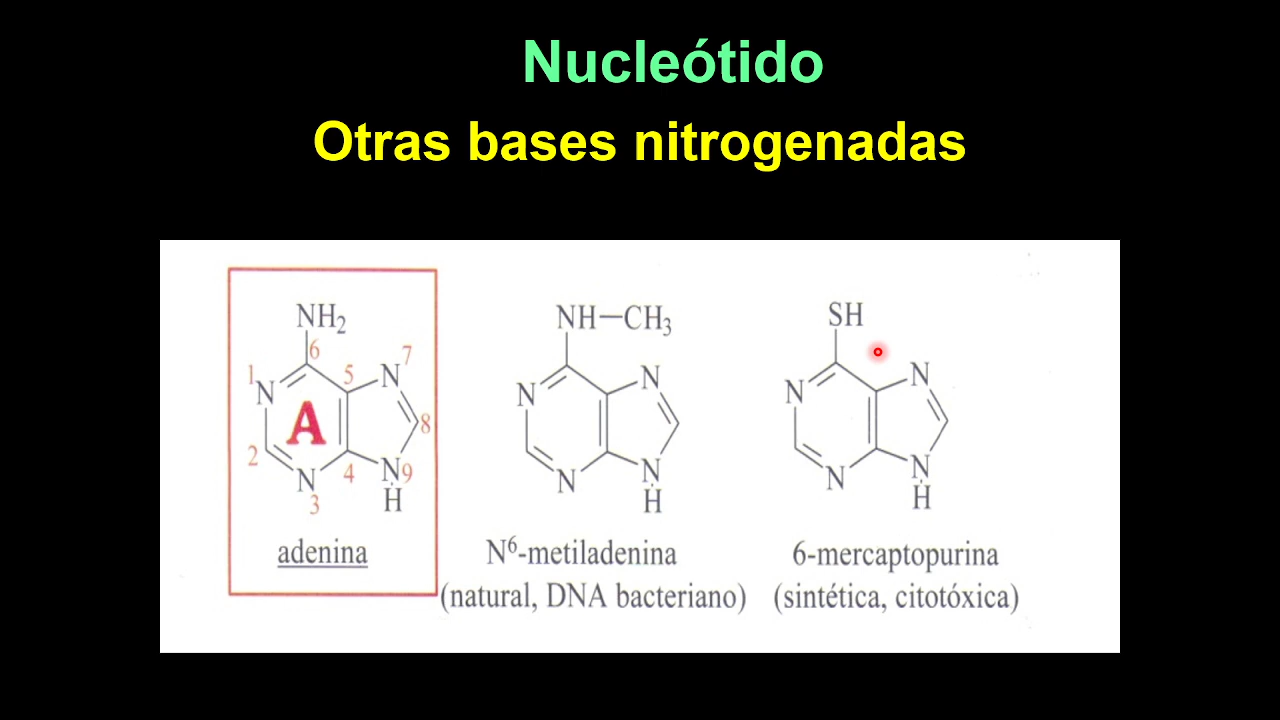 Nucleótido
Otras bases nitrogenadas
NH₂
6
1
N
5
N
7
A
8
2
N
3
4
N
9
H
adenina
NH—CH₃
N
N
N
N
H
N⁶-metiladenina
(natural, DNA bacteriano)
SH
N
N
N
N
H
6-mercaptopurina
(sintética, citotóxica)